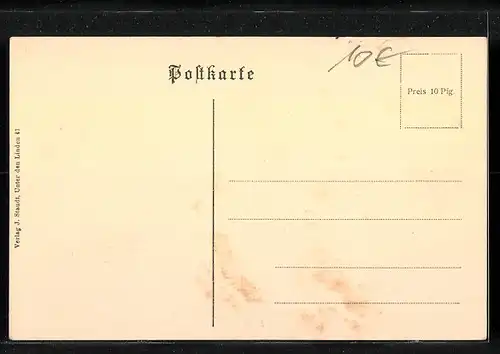 Postkarte
10€
Preis 10 Pfg.
Verlag J. Staudt, Unter den Linden 41